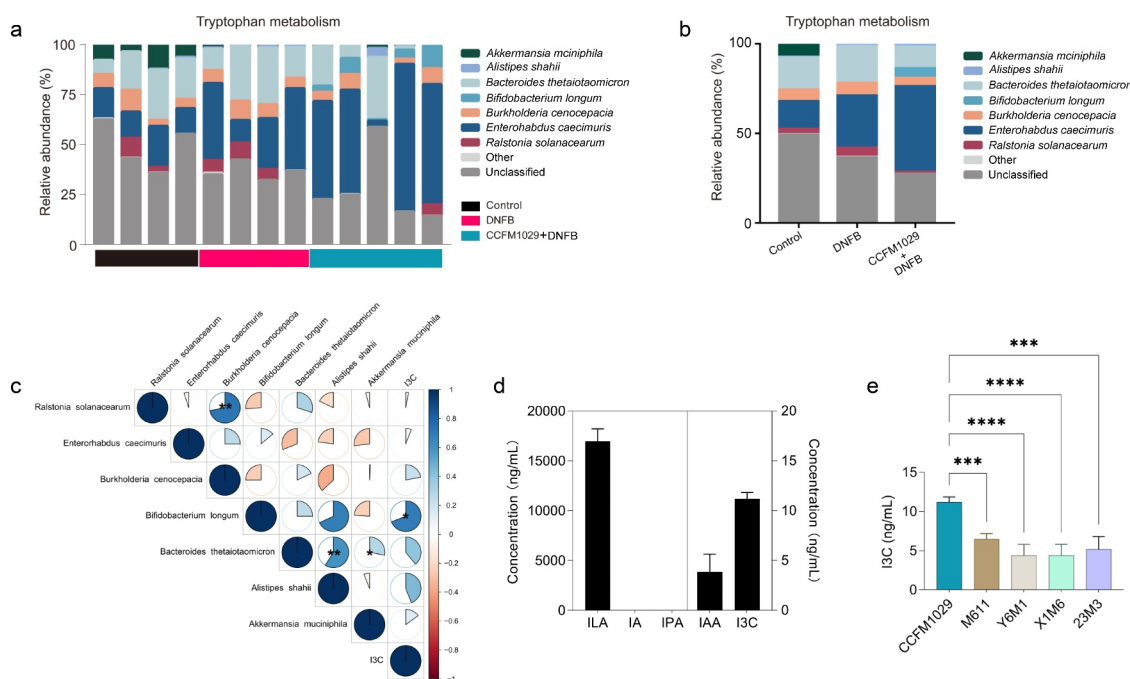 a
Tryptophan metabolism
Relative abundance (%)
100
75
50
25
0
Akkermansia mciniphila
Alistipes shahii
Bacteroides thetaiotaomicron
Bifidobacterium longum
Burkholderia cenocepacia
Enterohabdus caecimuris
Ralstonia solanacearum
Other
Unclassified
Control
DNFB
CCFM1029+DNFB
b
Tryptophan metabolism
Relative abundance (%)
100
50
0
Control
DNFB
CCFM1029
+
DNFB
Akkermansia mciniphila
Alistipes shahii
Bacteroides thetaiotaomicron
Bifidobacterium longum
Burkholderia cenocepacia
Enterohabdus caecimuris
Ralstonia solanacearum
Other
Unclassified
c
Ralstonia solanacearum
Enterorhabdus caecimuris
Burkholderia cenocepacia
Bifidobacterium longum
Bacteroides thetaiotaomicron
Alistipes shahii
Akkermansia muciniphila
I3C
Ralstonia solanacearum
Enterorhabdus caecimuris
Burkholderia cenocepacia
Bifidobacterium longum
Bacteroides thetaiotaomicron
Alistipes shahii
Akkermansia muciniphila
I3C
**
*
**
*
1
0.8
0.6
0.4
0.2
0
-0.2
-0.4
-0.6
-0.8
-1
d
Concentration (ng/mL)
20000
16000
12000
8000
4000
0
ILA
IA
IPA
IAA
I3C
20
15
10
5
0
Concentration (ng/mL)
e
I3C (ng/mL)
15
10
5
0
***
****
****
***
CCFM1029
M611
Y6M1
X1M6
23M3